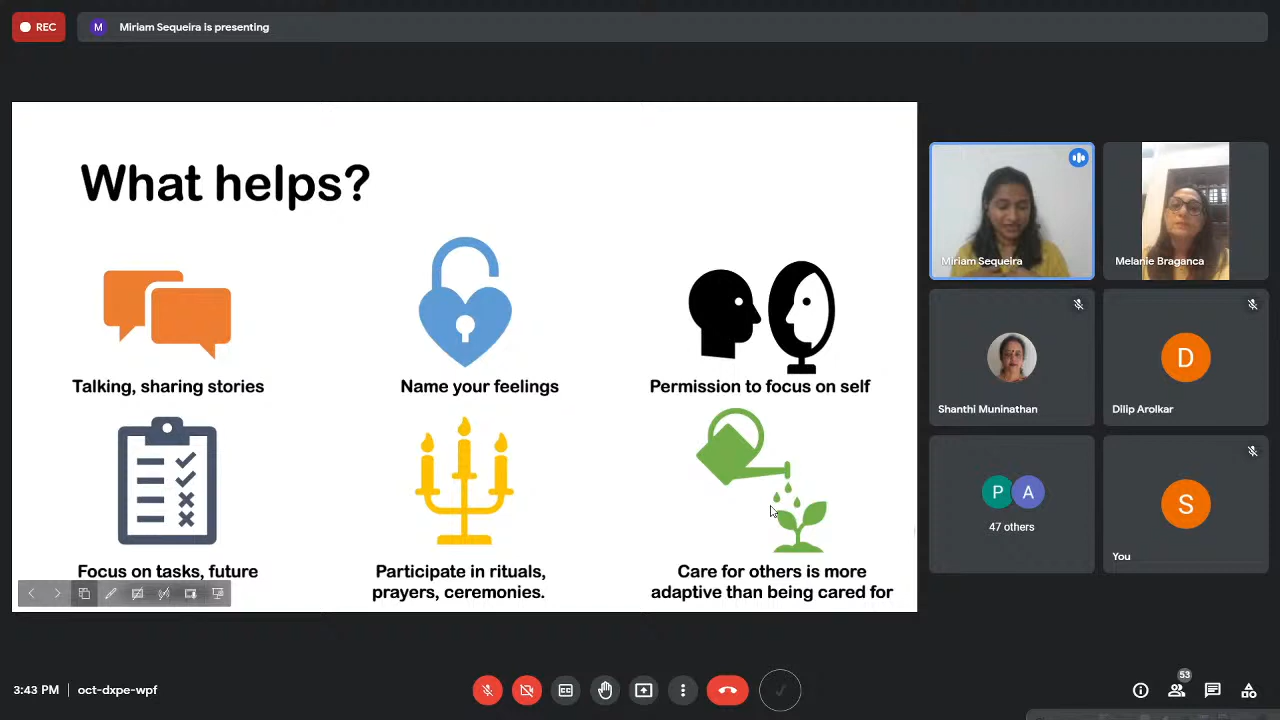 REC
M
Miriam Sequeira is presenting
What helps?
Talking, sharing stories
Name your feelings
Permission to focus on self
Focus on tasks, future
Participate in rituals,
prayers, ceremonies.
Care for others is more
adaptive than being cared for
Miriam Sequeira
Melanie Braganca
Shanthi Muninathan
D
Dilip Arolkar
P
A
47 others
S
You
3:43 PM | oct-dxpe-wpf
CC
53